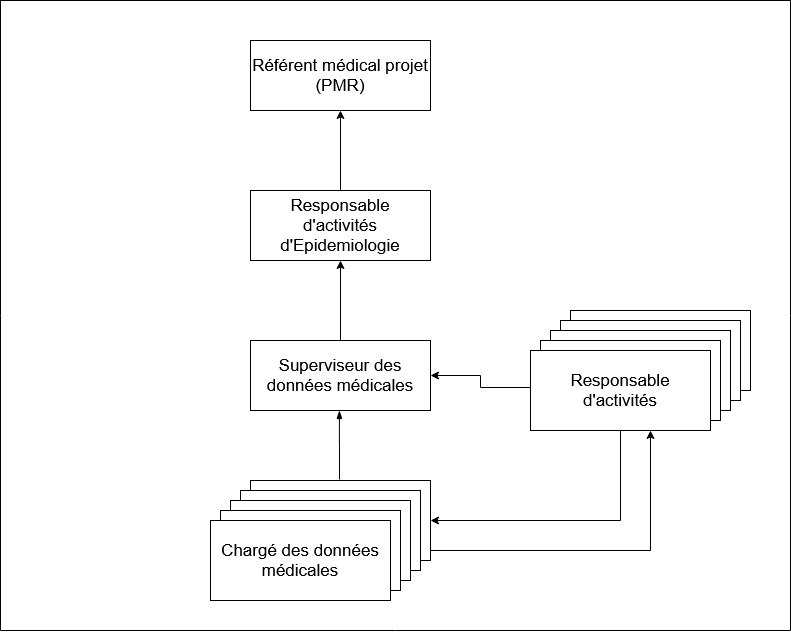 Référent médical projet
(PMR)
Responsable
d'activités
d'Epidemiologie
Superviseur des
données médicales
Responsable
d'activités
Chargé des données
médicales